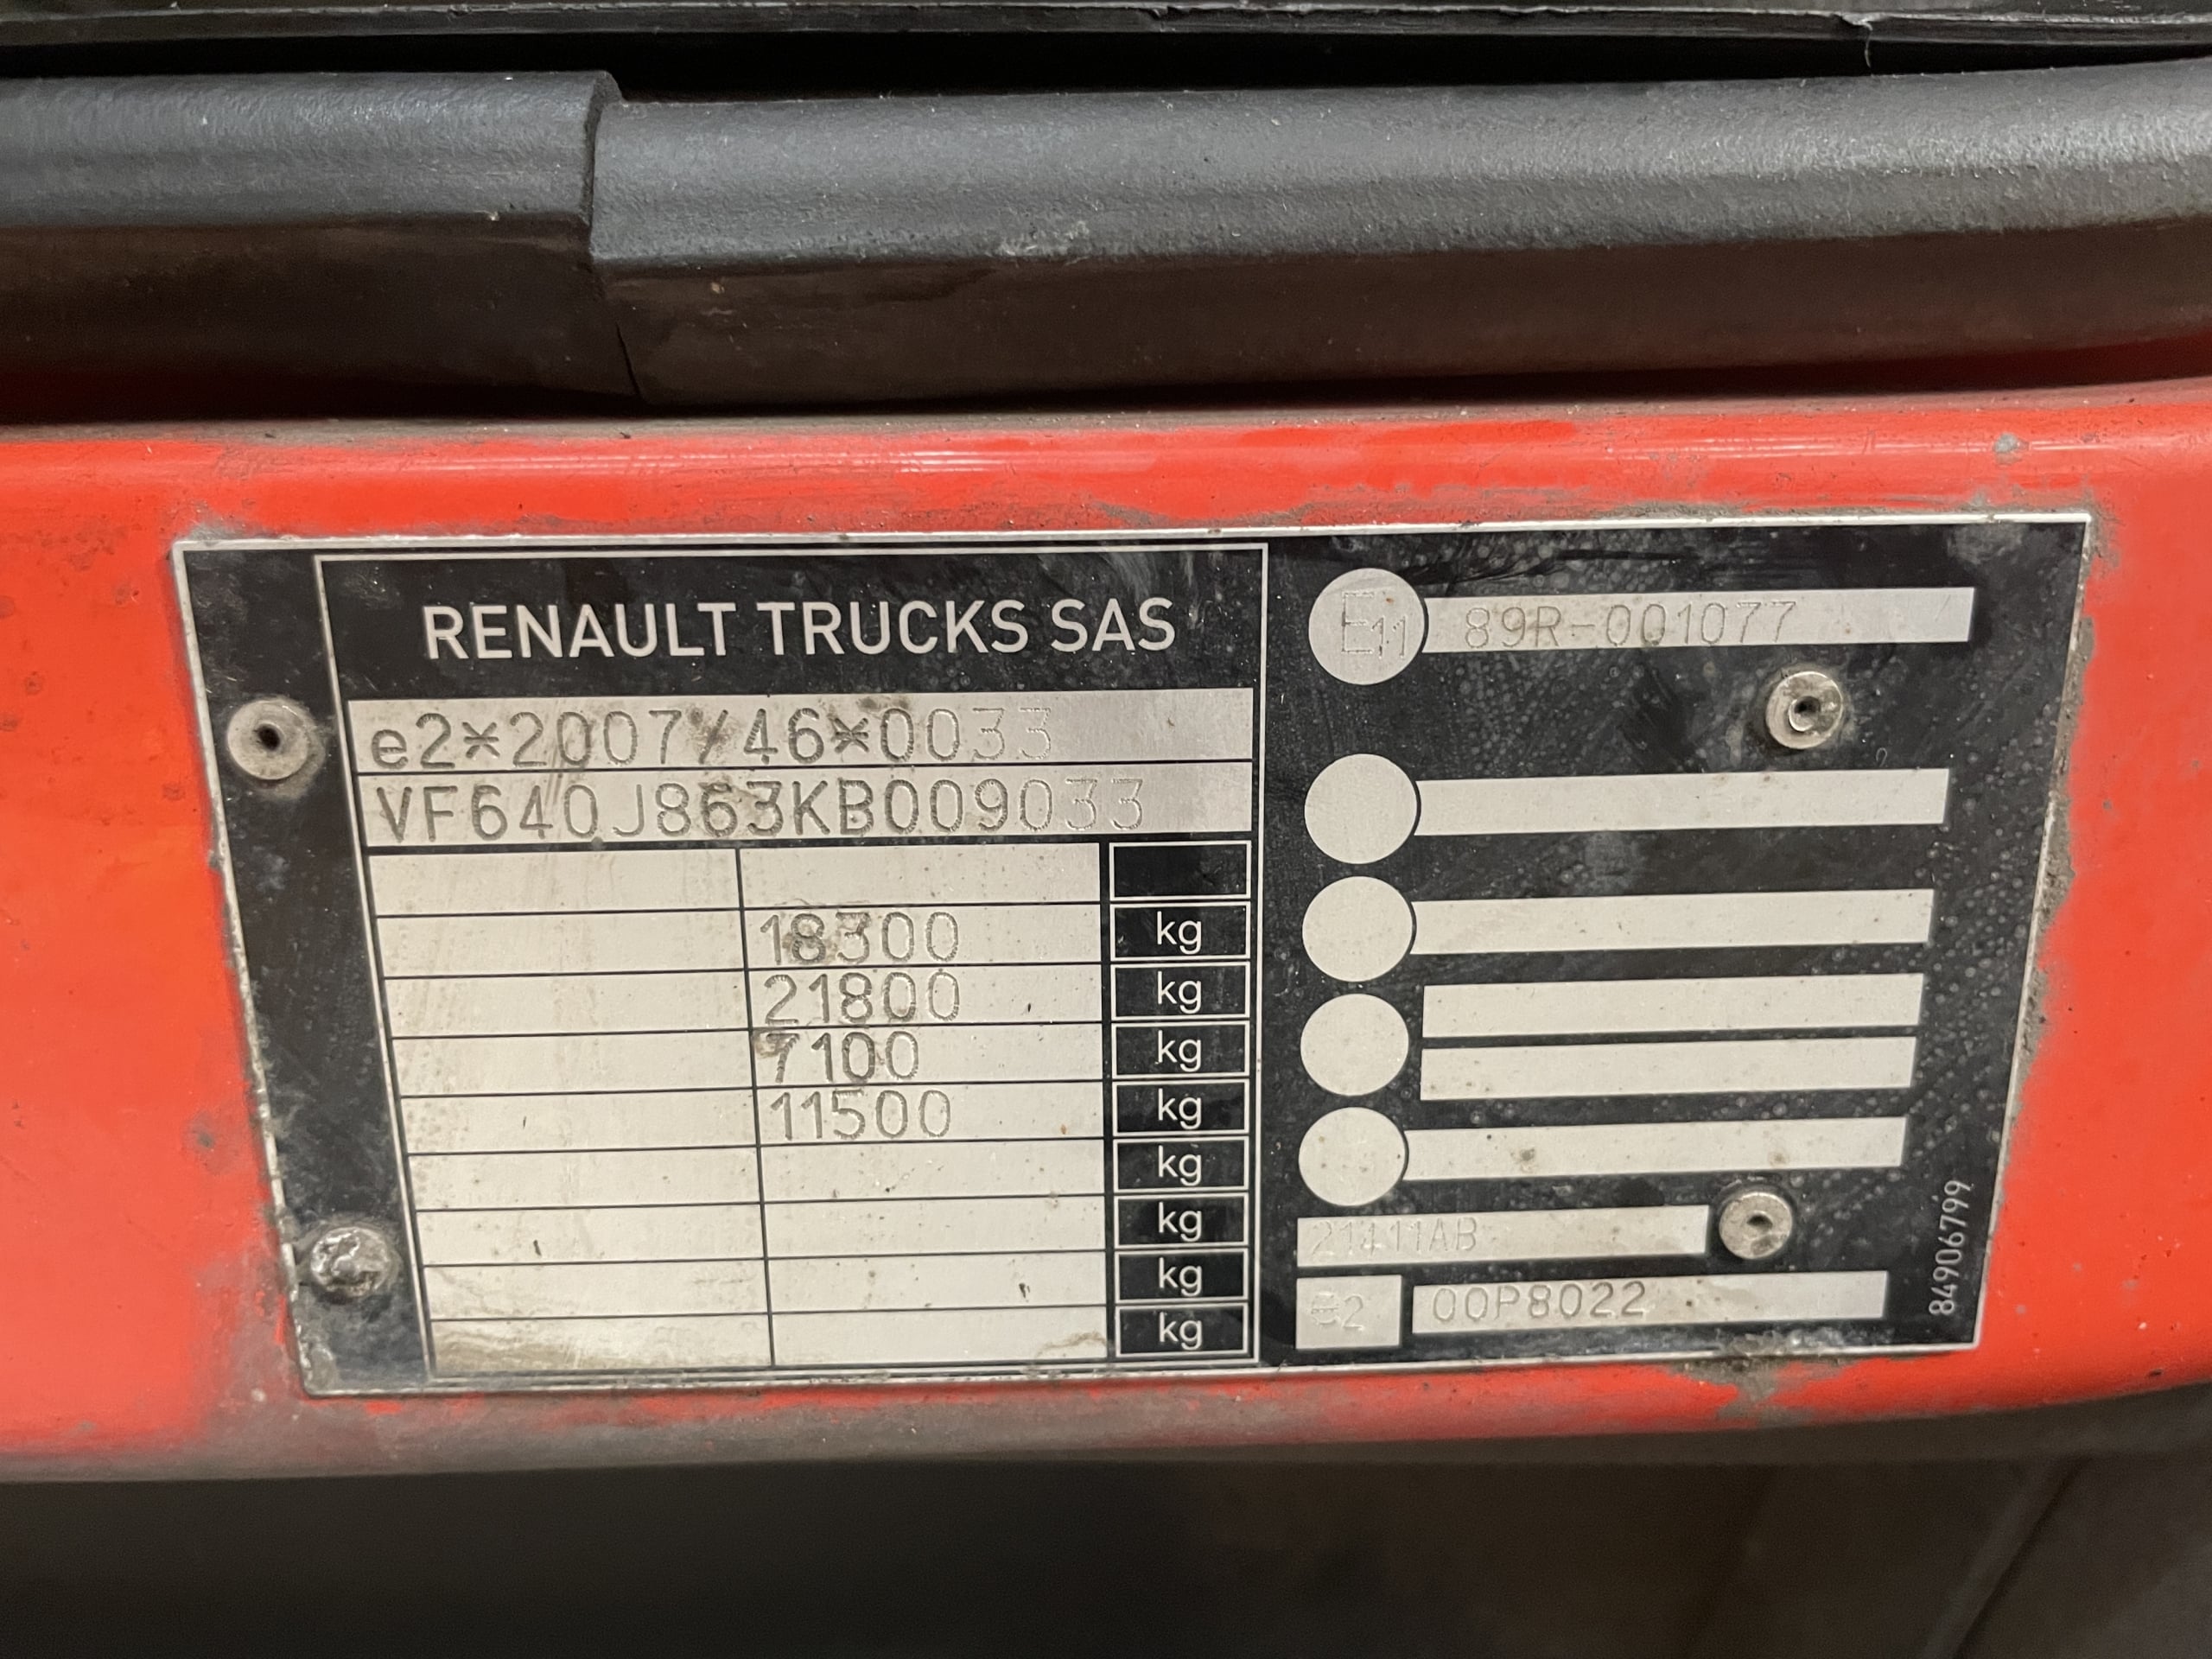 RENAULT TRUCKS SAS
e2*2007/46*0033
VF640J863KB009033
18300 kg
21800 kg
7100 kg
11500 kg
kg
kg
kg
kg
E11 89R-001077
21411AB
e2 00P8022
84906799